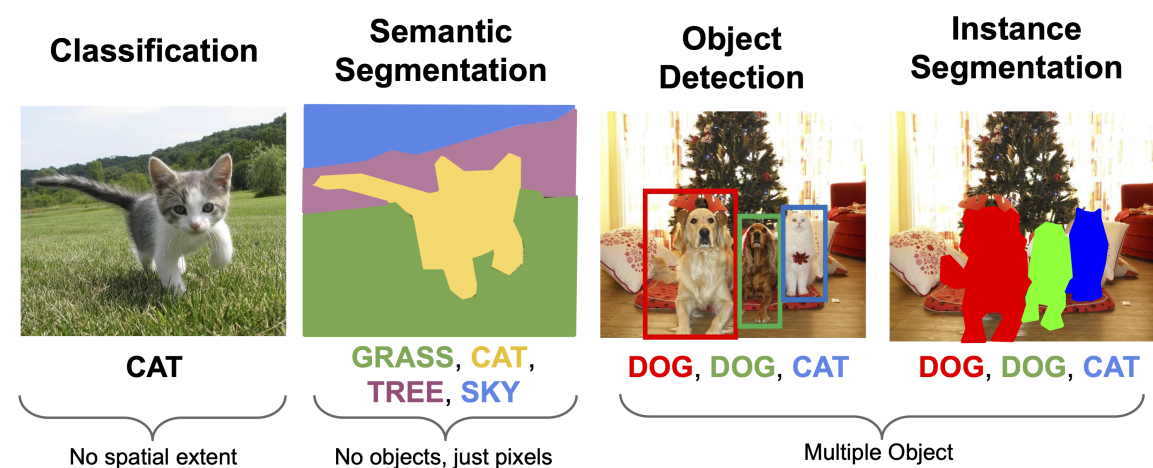 Classification
Semantic
Segmentation
Object
Detection
Instance
Segmentation
CAT
GRASS, CAT,
TREE, SKY
DOG, DOG, CAT
DOG, DOG, CAT
No spatial extent
No objects, just pixels
Multiple Object